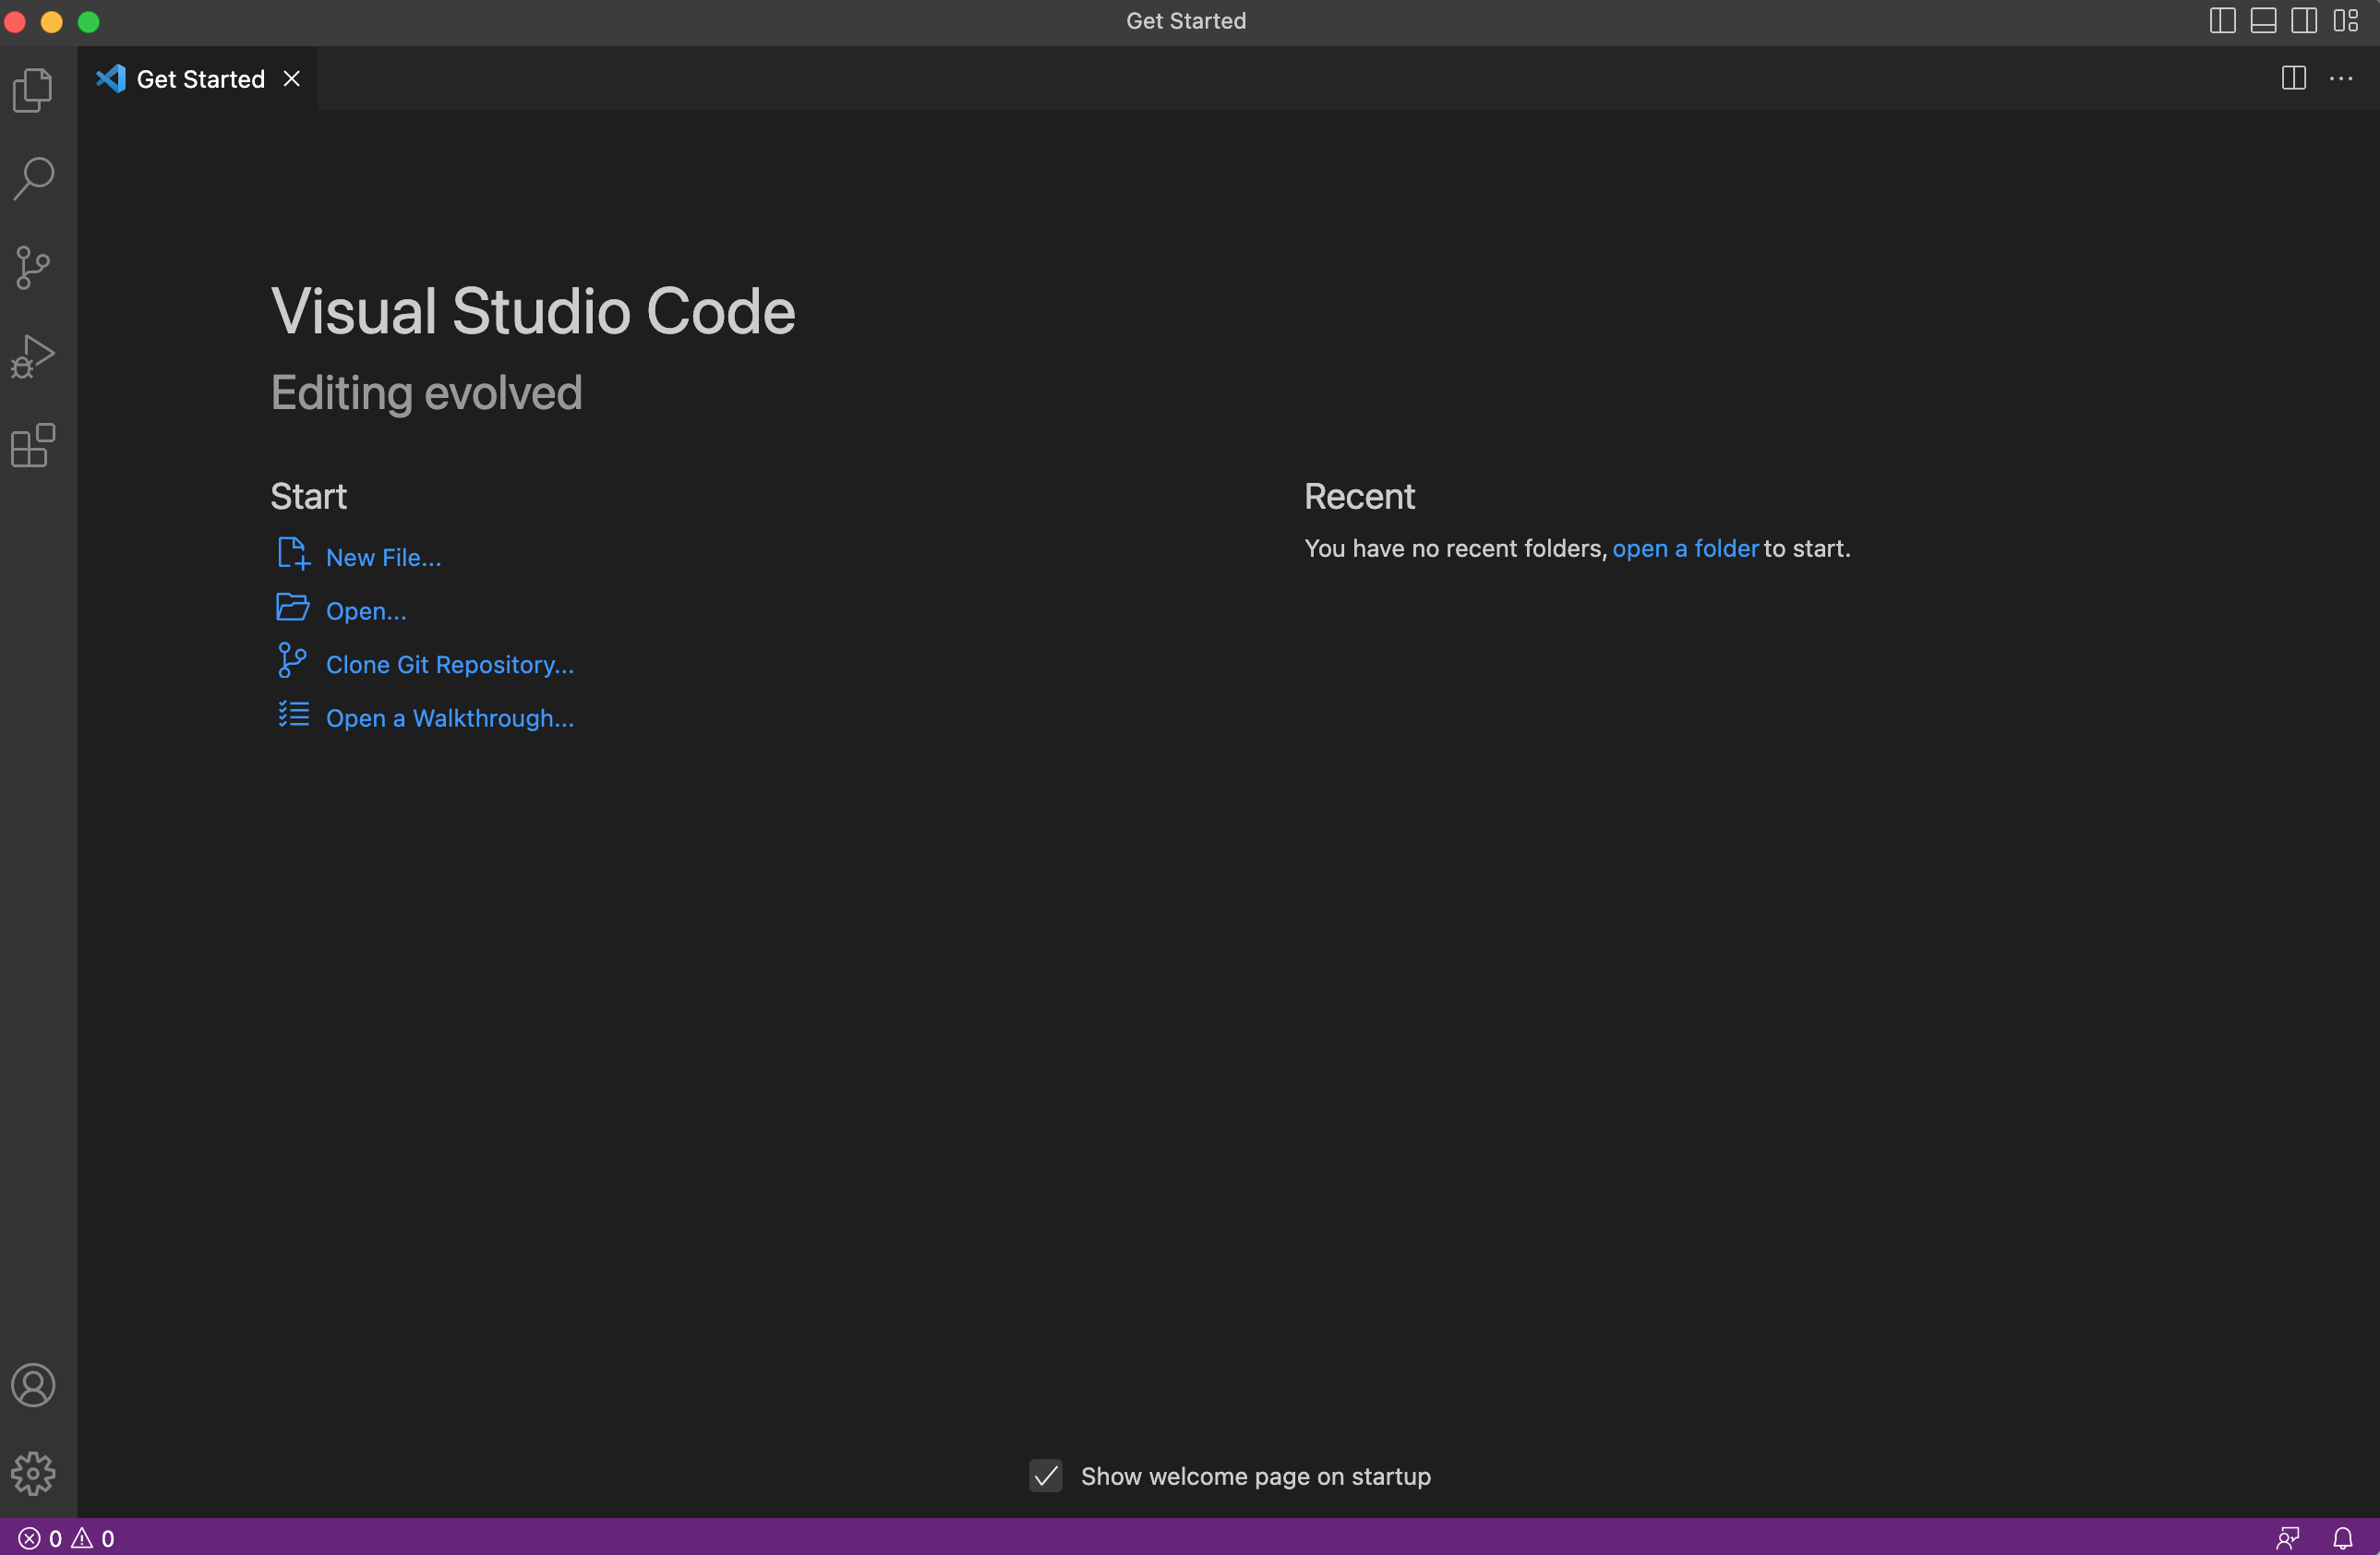 Get Started
Get Started
Visual Studio Code
Editing evolved
Start
New File...
Open...
Clone Git Repository...
Open a Walkthrough...
Recent
You have no recent folders, open a folder to start.
Show welcome page on startup
0 0